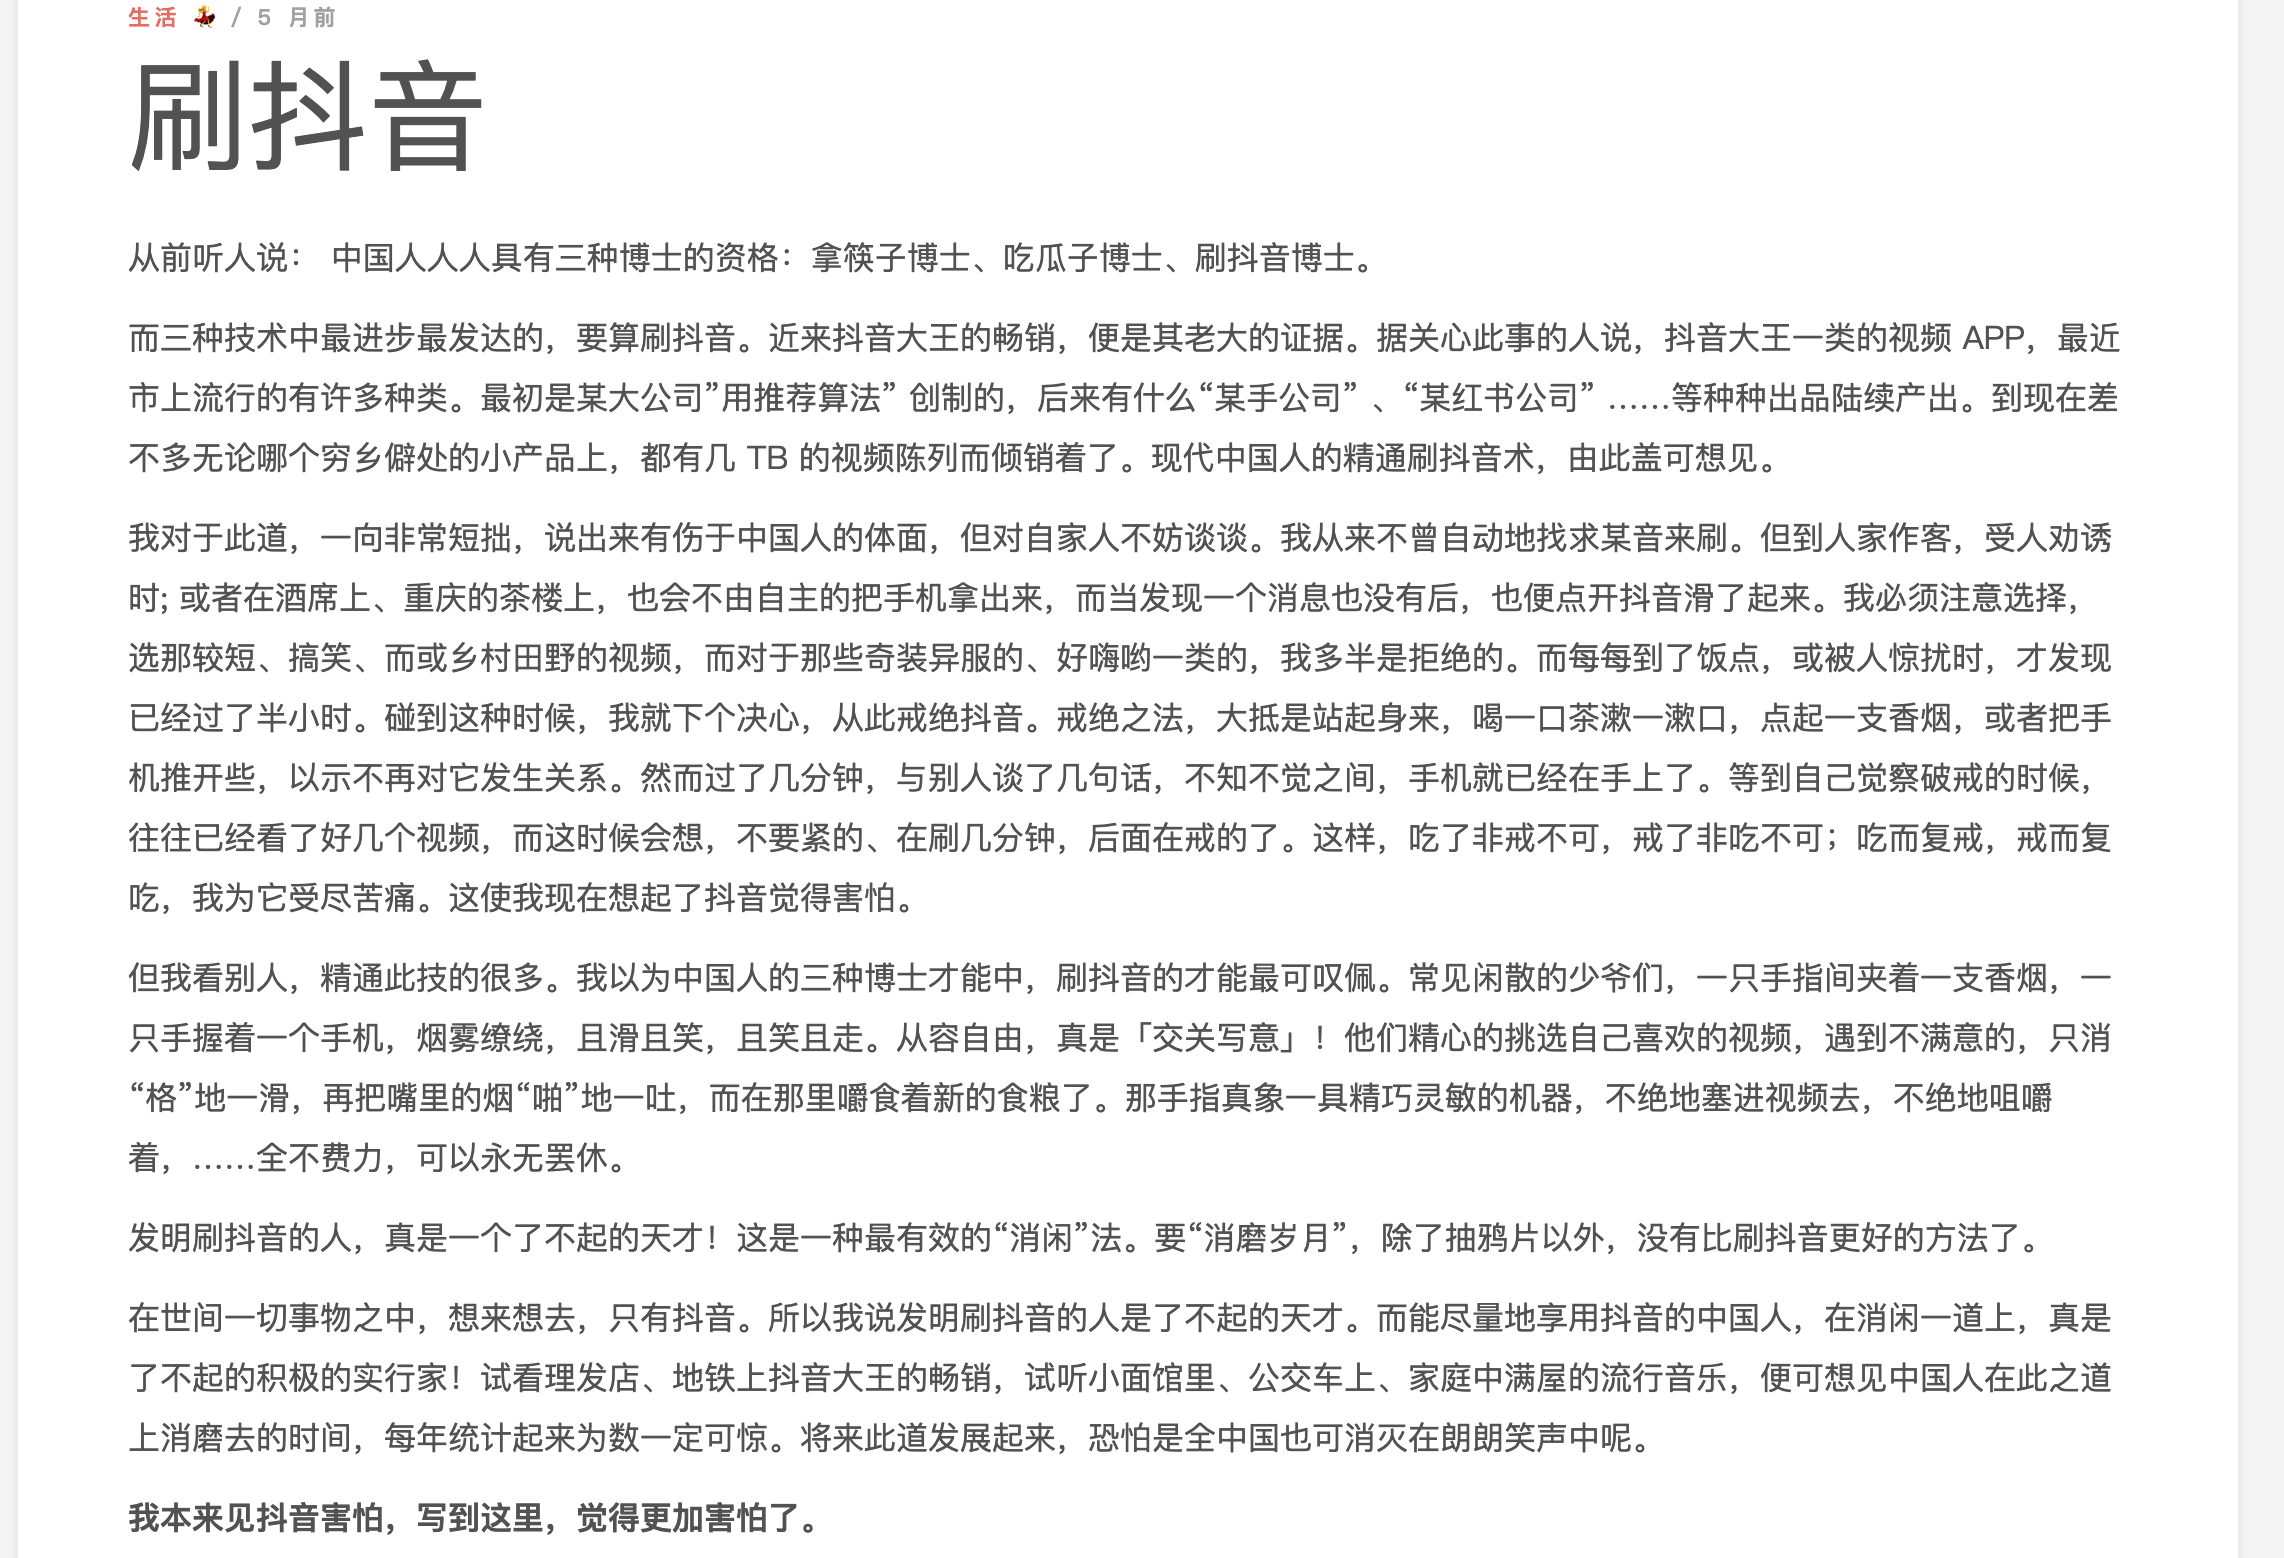 生活 💃 / 5 月前
刷抖音
从前听人说： 中国人人人具有三种博士的资格：拿筷子博士、吃瓜子博士、刷抖音博士。
而三种技术中最进步最发达的，要算刷抖音。近来抖音大王的畅销，便是其老大的证据。据关心此事的人说，抖音大王一类的视频 APP，最近
市上流行的有许多种类。最初是某大公司”用推荐算法” 创制的，后来有什么“某手公司” 、“某红书公司” ……等种种出品陆续产出。到现在差
不多无论哪个穷乡僻处的小产品上，都有几 TB 的视频陈列而倾销着了。现代中国人的精通刷抖音术，由此盖可想见。
我对于此道，一向非常短拙，说出来有伤于中国人的体面，但对自家人不妨谈谈。我从来不曾自动地找求某音来刷。但到人家作客，受人劝诱
时; 或者在酒席上、重庆的茶楼上，也会不由自主的把手机拿出来，而当发现一个消息也没有后，也便点开抖音滑了起来。我必须注意选择，
选那较短、搞笑、而或乡村田野的视频，而对于那些奇装异服的、好嗨哟一类的，我多半是拒绝的。而每每到了饭点，或被人惊扰时，才发现
已经过了半小时。碰到这种时候，我就下个决心，从此戒绝抖音。戒绝之法，大抵是站起身来，喝一口茶漱一漱口，点起一支香烟，或者把手
机推开些，以示不再对它发生关系。然而过了几分钟，与别人谈了几句话，不知不觉之间，手机就已经在手上了。等到自己觉察破戒的时候，
往往已经看了好几个视频，而这时候会想，不要紧的、在刷几分钟，后面在戒的了。这样，吃了非戒不可，戒了非吃不可；吃而复戒，戒而复
吃，我为它受尽苦痛。这使我现在想起了抖音觉得害怕。
但我看别人，精通此技的很多。我以为中国人的三种博士才能中，刷抖音的才能最可叹佩。常见闲散的少爷们，一只手指间夹着一支香烟，一
只手握着一个手机，烟雾缭绕，且滑且笑，且笑且走。从容自由，真是「交关写意」！他们精心的挑选自己喜欢的视频，遇到不满意的，只消
“格”地一滑，再把嘴里的烟“啪”地一吐，而在那里嚼食着新的食粮了。那手指真象一具精巧灵敏的机器，不绝地塞进视频去，不绝地咀嚼
着，……全不费力，可以永无罢休。
发明刷抖音的人，真是一个了不起的天才！这是一种最有效的“消闲”法。要“消磨岁月”，除了抽鸦片以外，没有比刷抖音更好的方法了。
在世间一切事物之中，想来想去，只有抖音。所以我说发明刷抖音的人是了不起的天才。而能尽量地享用抖音的中国人，在消闲一道上，真是
了不起的积极的实行家！试看理发店、地铁上抖音大王的畅销，试听小面馆里、公交车上、家庭中满屋的流行音乐，便可想见中国人在此之道
上消磨去的时间，每年统计起来为数一定可惊。将来此道发展起来，恐怕是全中国也可消灭在朗朗笑声中呢。
我本来见抖音害怕，写到这里，觉得更加害怕了。